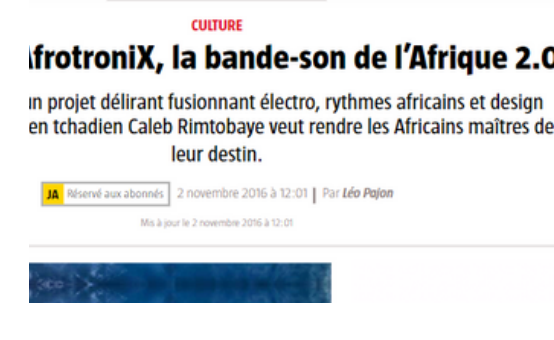 CULTURE
frotroniX, la bande-son de l'Afrique 2.0
un projet délirant fusionnant électro, rythmes africains et design
en tchadien Caleb Rimtobaye veut rendre les Africains maîtres de
leur destin.
JA Réservé aux abonnés 2 novembre 2016 à 12:01 | Par Léo Pajon
Mis à jour le 2 novembre 2016 à 12:01